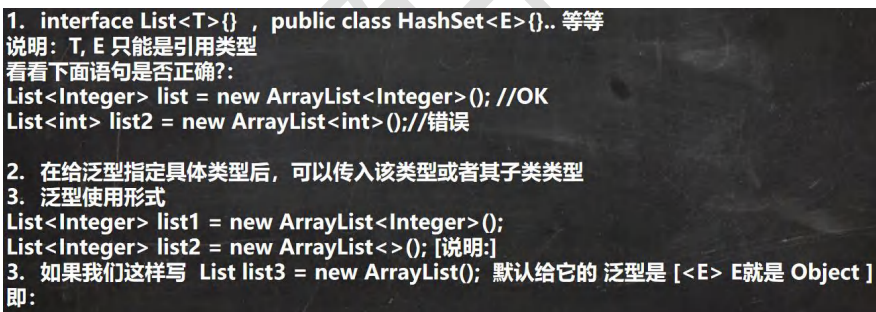 1. interface List<T>{} , public class HashSet<E>{}.. 等等
说明：T, E 只能是引用类型
看看下面语句是否正确?:
List<Integer> list = new ArrayList<Integer>(); //OK
List<int> list2 = new ArrayList<int>();//错误
2. 在给泛型指定具体类型后，可以传入该类型或者其子类类型
3. 泛型使用形式
List<Integer> list1 = new ArrayList<Integer>();
List<Integer> list2 = new ArrayList<>(); [说明:]
3. 如果我们这样写 List list3 = new ArrayList(); 默认给它的 泛型是 [<E> E就是 Object ]
即：